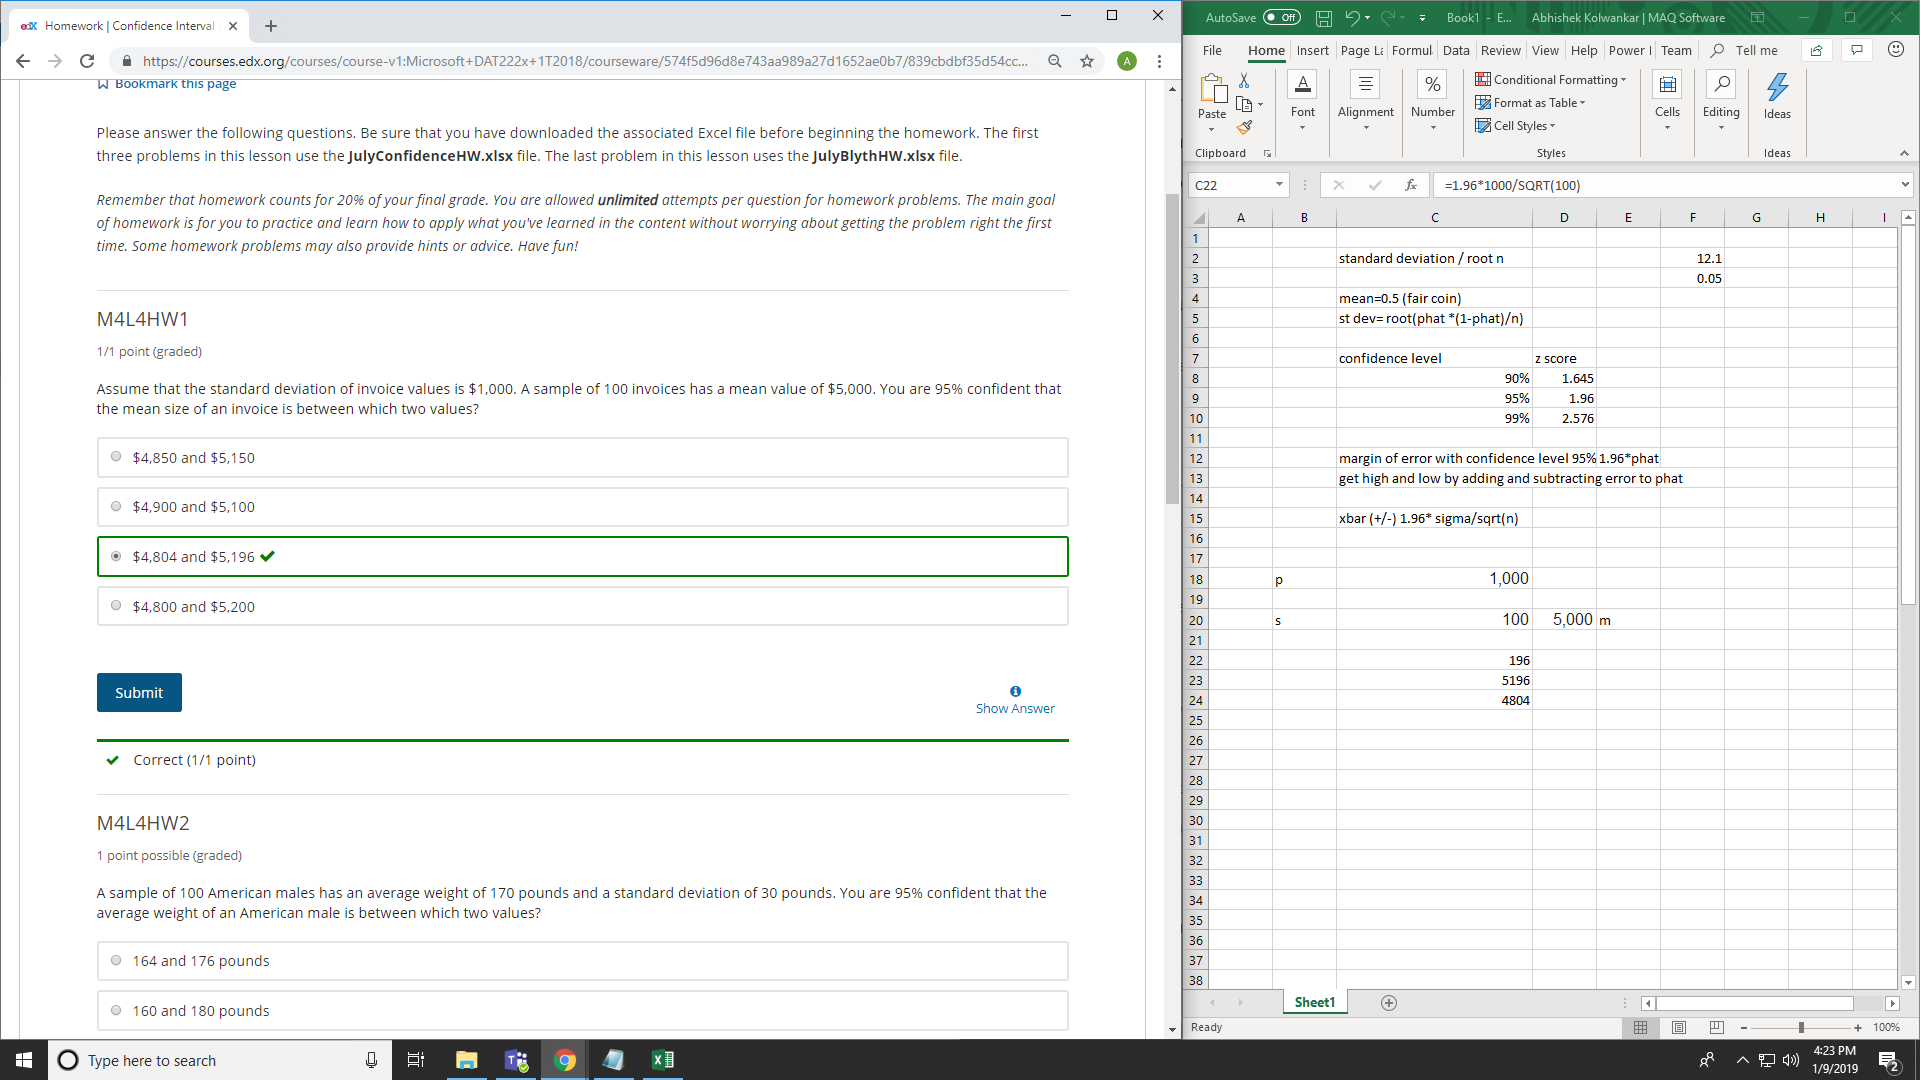 Homework | Confidence Interval
https://courses.edx.org/courses/course-v1:Microsoft+DAT222x+1T2018/courseware/574f5d96d8e743aa989a27d1652ae0b7/839cbdbf35d54cc...
A
Bookmark this page
Please answer the following questions. Be sure that you have downloaded the associated Excel file before beginning the homework. The first
three problems in this lesson use the JulyConfidenceHW.xlsx file. The last problem in this lesson uses the JulyBlythHW.xlsx file.
Remember that homework counts for 20% of your final grade. You are allowed unlimited attempts per question for homework problems. The main goal
of homework is for you to practice and learn how to apply what you've learned in the content without worrying about getting the problem right the first
time. Some homework problems may also provide hints or advice. Have fun!
M4L4HW1
1/1 point (graded)
Assume that the standard deviation of invoice values is $1,000. A sample of 100 invoices has a mean value of $5,000. You are 95% confident that
the mean size of an invoice is between which two values?
$4,850 and $5,150
$4,900 and $5,100
$4,804 and $5,196
$4,800 and $5,200
Submit
Show Answer
Correct (1/1 point)
M4L4HW2
1 point possible (graded)
A sample of 100 American males has an average weight of 170 pounds and a standard deviation of 30 pounds. You are 95% confident that the
average weight of an American male is between which two values?
164 and 176 pounds
160 and 180 pounds
AutoSave Off Book1 - E... Abhishek Kolwankar | MAQ Software
File Home Insert Page La Formul Data Review View Help Power I Team Tell me
Paste Font Alignment Number Conditional Formatting Cells Editing Ideas
Format as Table
Cell Styles
Clipboard Styles Ideas
C22 fx =1.96*1000/SQRT(100)
A B C D E F G H I
1
2 standard deviation / root n 12.1
3 0.05
4 mean=0.5 (fair coin)
5 st dev= root(phat *(1-phat)/n)
6
7 confidence level z score
8 90% 1.645
9 95% 1.96
10 99% 2.576
11
12 margin of error with confidence level 95% 1.96*phat
13 get high and low by adding and subtracting error to phat
14
15 xbar (+/-) 1.96* sigma/sqrt(n)
16
17
18 p 1,000
19
20 s 100 5,000 m
21
22 196
23 5196
24 4804
25
26
27
28
29
30
31
32
33
34
35
36
37
38
Sheet1
Ready 100%
Type here to search
4:23 PM
1/9/2019
2